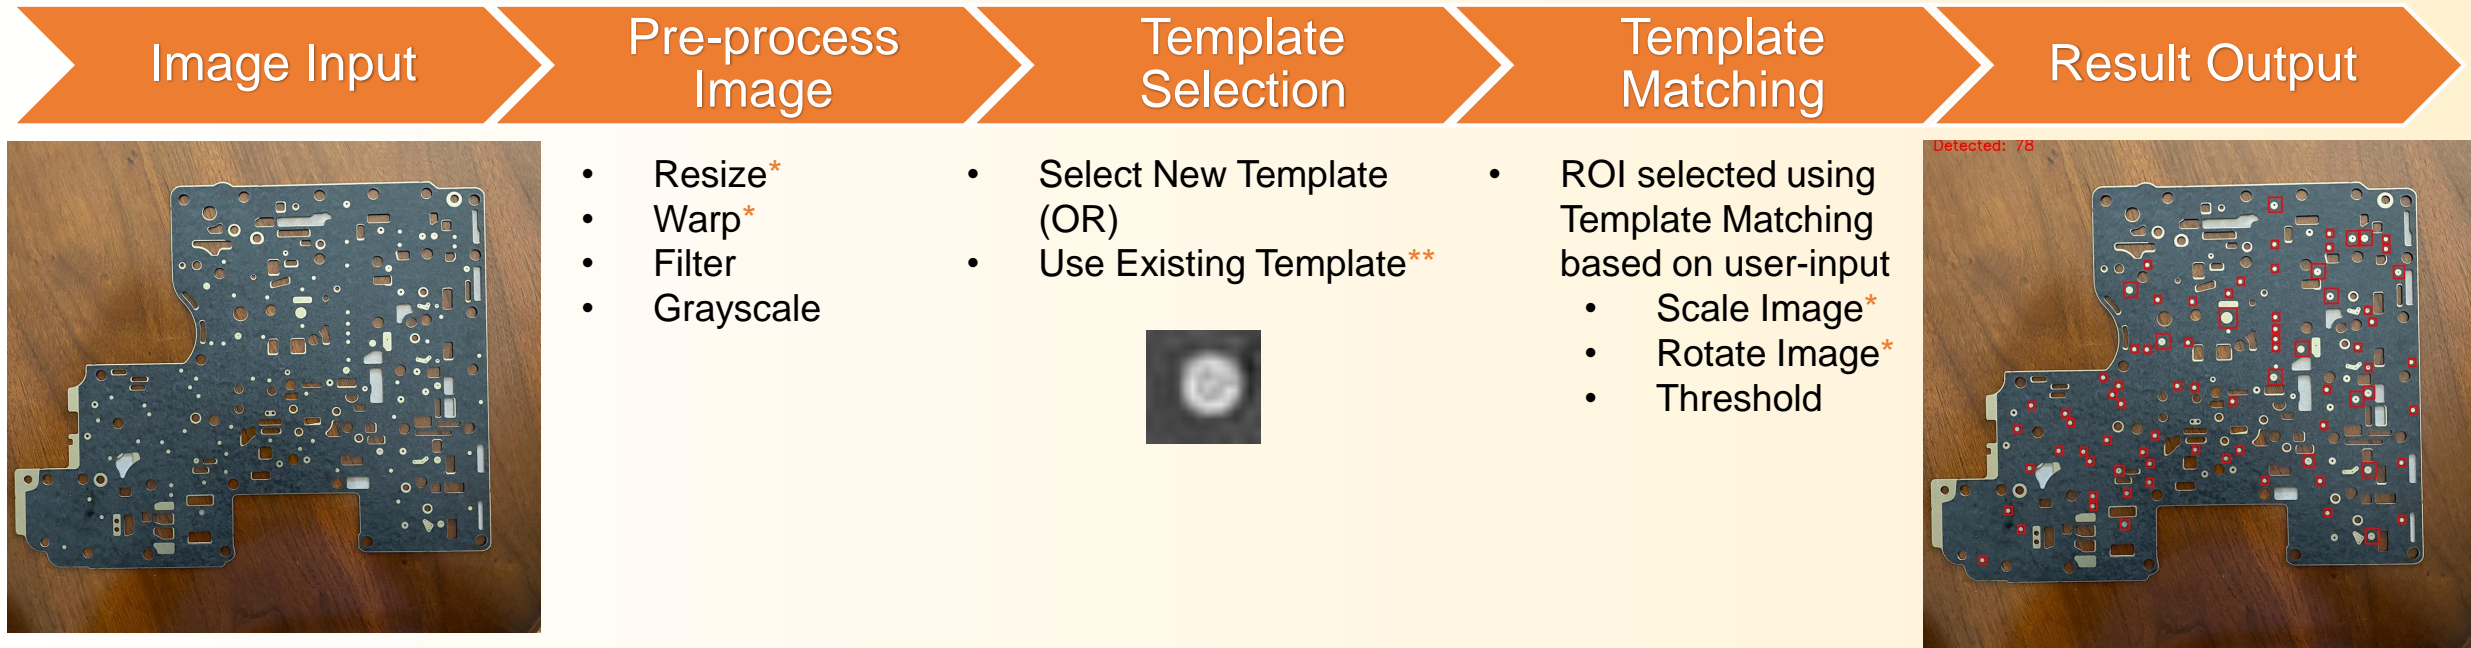 Image Input
Pre-process
Image
Template
Selection
Template
Matching
Result Output
• Resize*
• Warp*
• Filter
• Grayscale
• Select New Template
(OR)
• Use Existing Template**
• ROI selected using
Template Matching
based on user-input
• Scale Image*
• Rotate Image*
• Threshold
Detected: 78